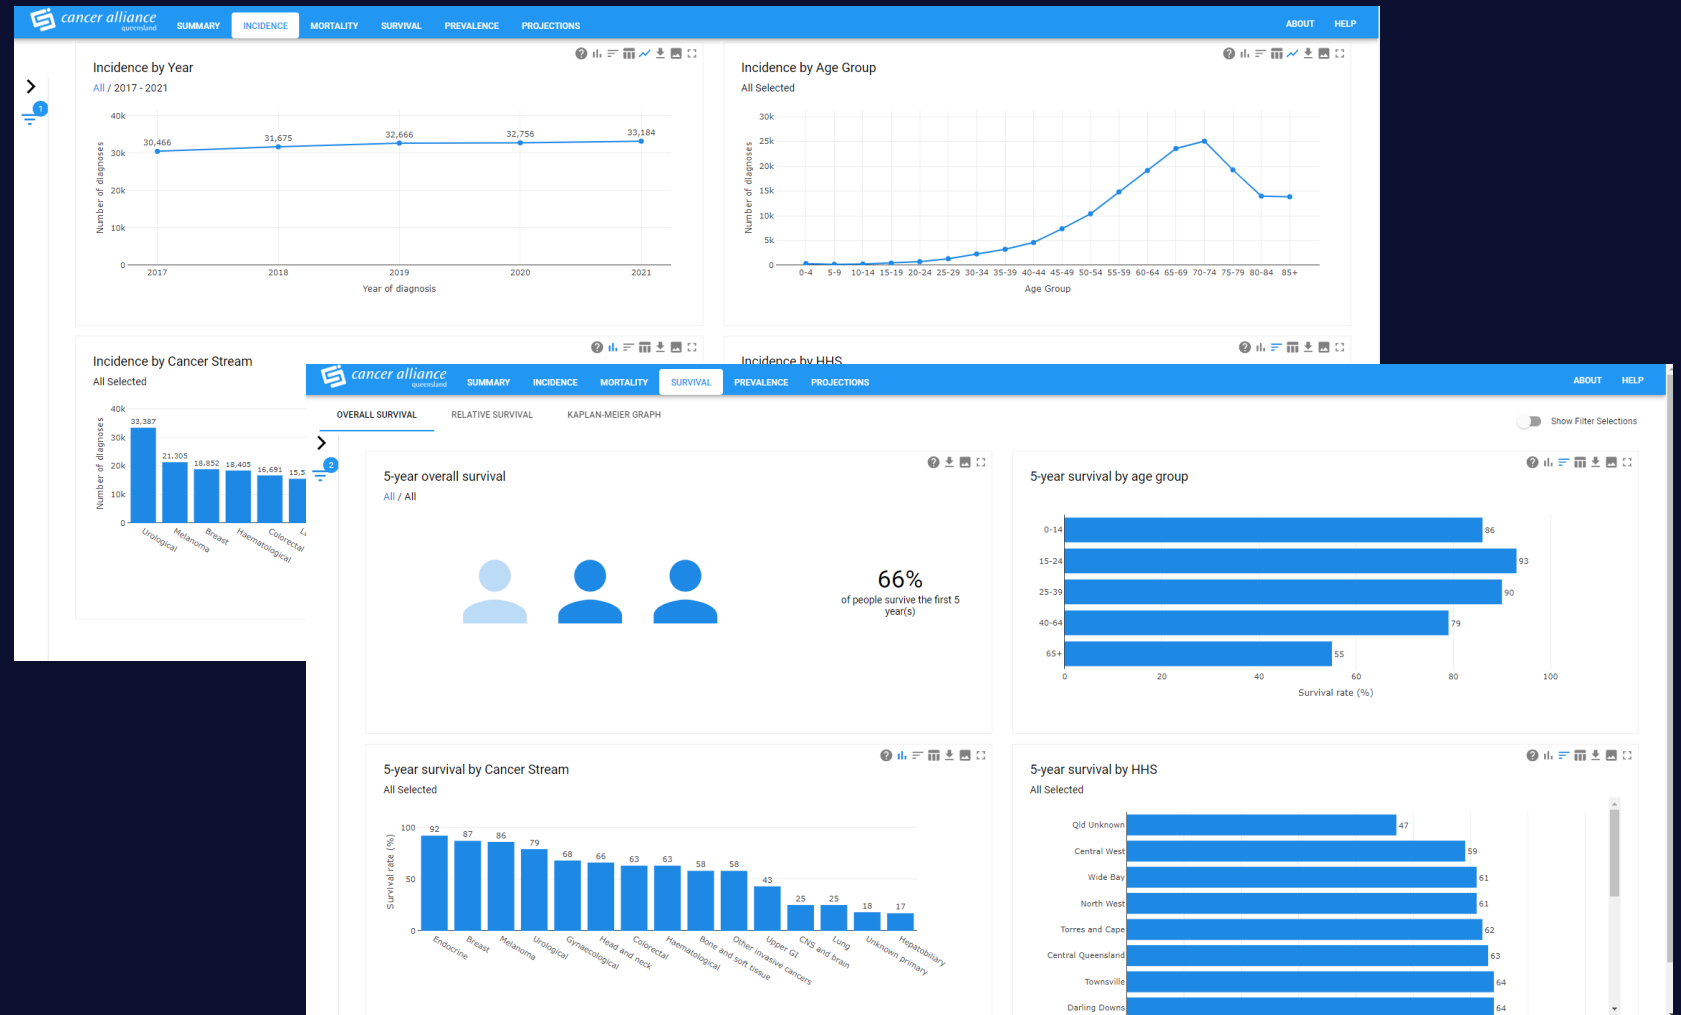 cancer alliance
queensland
SUMMARY INCIDENCE MORTALITY SURVIVAL PREVALENCE PROJECTIONS ABOUT HELP
1
Incidence by Year
All / 2017 - 2021
40k
30k
20k
10k
0
Number of diagnoses
30,466 31,675 32,666 32,756 33,184
2017 2018 2019 2020 2021
Year of diagnosis
Incidence by Age Group
All Selected
30k
25k
20k
15k
10k
5k
0
Number of diagnoses
0-4 5-9 10-14 15-19 20-24 25-29 30-34 35-39 40-44 45-49 50-54 55-59 60-64 65-69 70-74 75-79 80-84 85+
Age Group
Incidence by Cancer Stream
All Selected
40k
30k
20k
10k
0
Number of diagnoses
33,387 21,305 18,852 18,405 16,691 15,5
Urological Melanoma Breast Haematological Colorectal
Incidence by HHS
cancer alliance
queensland
SUMMARY INCIDENCE MORTALITY SURVIVAL PREVALENCE PROJECTIONS ABOUT HELP
OVERALL SURVIVAL RELATIVE SURVIVAL KAPLAN-MEIER GRAPH
Show Filter Selections
2
5-year overall survival
All / All
66%
of people survive the first 5
year(s)
5-year survival by age group
0-14 86
15-24 93
25-39 90
40-64 79
65+ 55
0 20 40 60 80 100
Survival rate (%)
5-year survival by Cancer Stream
All Selected
100
50
0
Survival rate (%)
92 87 86 79 68 66 63 63 58 58 43 25 25 18 17
Endocrine Breast Melanoma Urological Gynaecological Head and neck Colorectal Haematological Bone and soft tissue Other invasive cancers Upper GI CNS and brain Lung Unknown primary Hepatobiliary
5-year survival by HHS
All Selected
Qld Unknown 47
Central West 59
Wide Bay 61
North West 61
Torres and Cape 62
Central Queensland 63
Townsville 64
Darling Downs 64